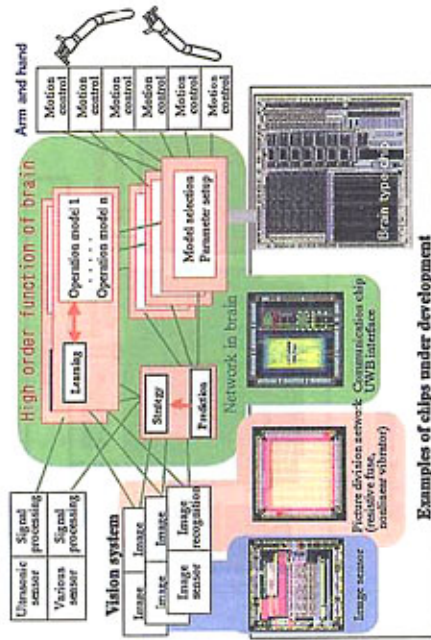 Arm and hand
High order function of brain
Ultrasonic sensor
Signal processing
Various sensor
Signal processing
Learning
Operation model 1
Operation model n
Motion control
Motion control
Motion control
Motion control
Motion control
Motion control
Strategy
Prediction
Model selection
Parameter setup
Network in brain
Vision system
Image
Image
Image
Image
Image sensor
Image recognition
Image sensor
Picture division network
(resistive fuse,
nonlinear vibrator)
Communication chip
UWB interface
Brain type chip
Examples of chips under development